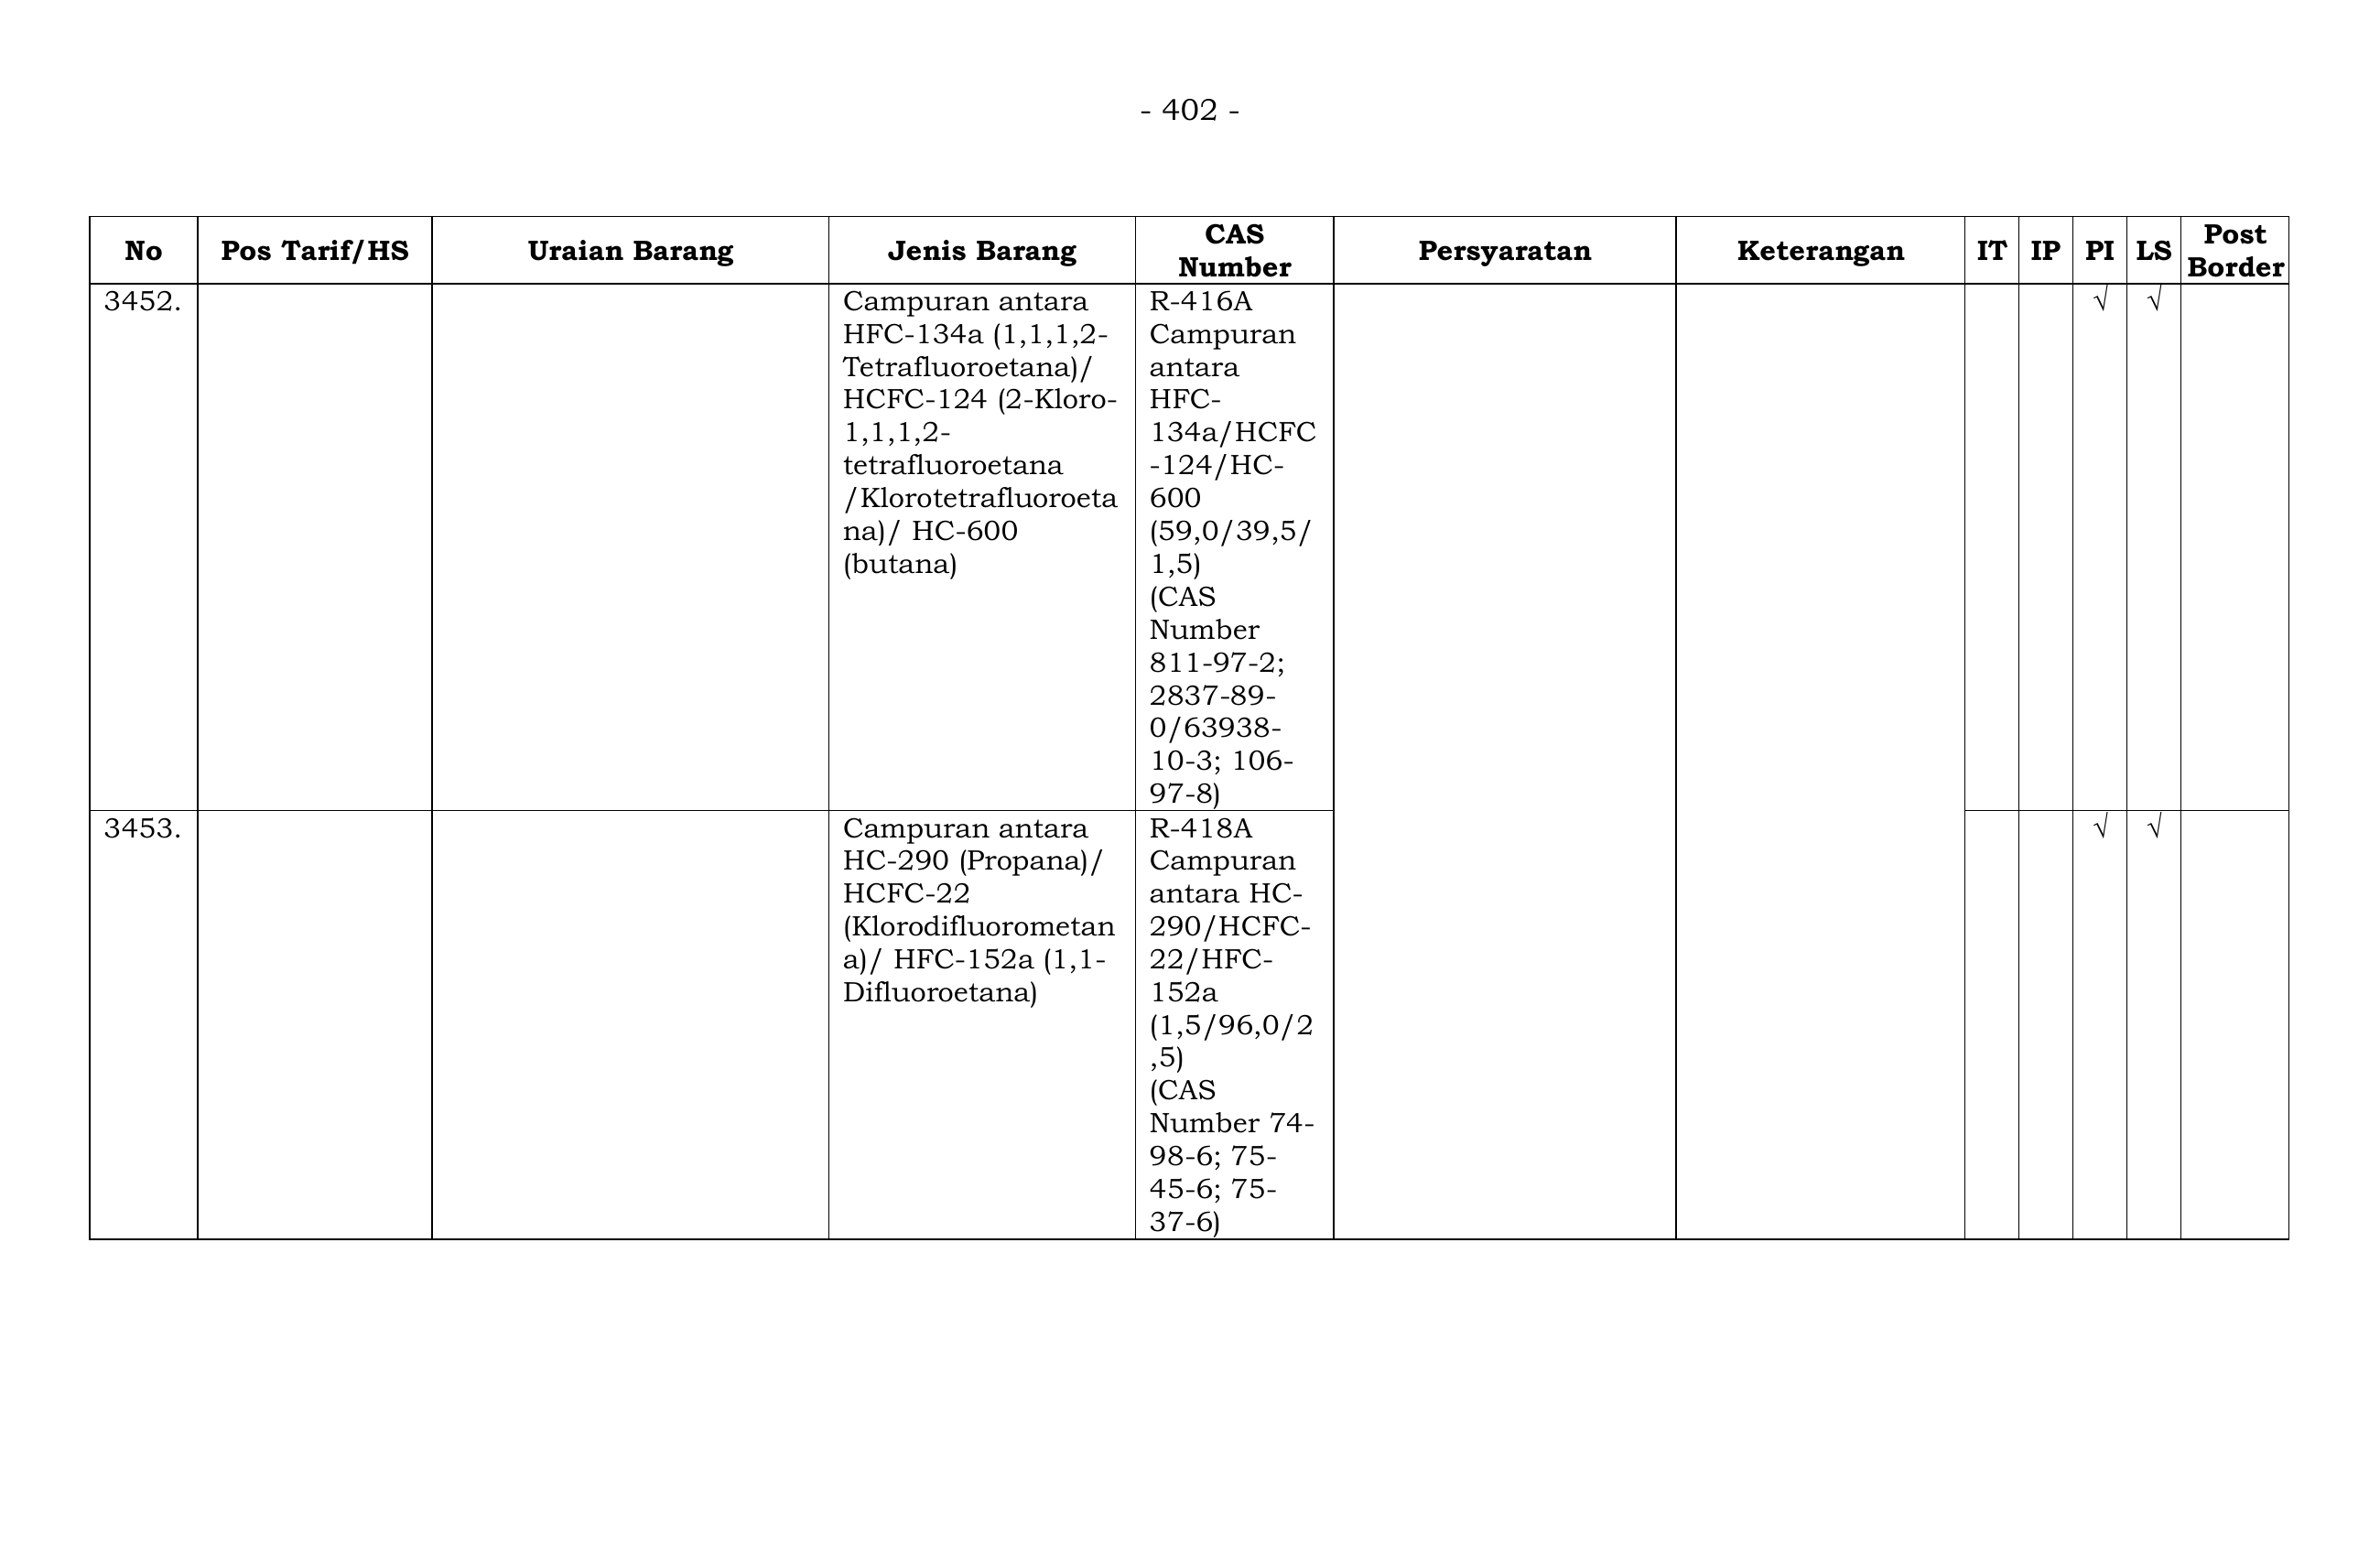 - 402 -
No
Pos Tarif/HS
Uraian Barang
Jenis Barang
CAS
Number
Persyaratan
Keterangan
IT
IP
PI
LS
Post
Border
3452.
Campuran antara
HFC-134a (1,1,1,2-
Tetrafluoroetana)/
HCFC-124 (2-Kloro-
1,1,1,2-
tetrafluoroetana
/Klorotetrafluoroeta
na)/ HC-600
(butana)
R-416A
Campuran
antara
HFC-
134a/HCFC
-124/HC-
600
(59,0/39,5/
1,5)
(CAS
Number
811-97-2;
2837-89-
0/63938-
10-3; 106-
97-8)
√
√
3453.
Campuran antara
HC-290 (Propana)/
HCFC-22
(Klorodifluorometan
a)/ HFC-152a (1,1-
Difluoroetana)
R-418A
Campuran
antara HC-
290/HCFC-
22/HFC-
152a
(1,5/96,0/2
,5)
(CAS
Number 74-
98-6; 75-
45-6; 75-
37-6)
√
√